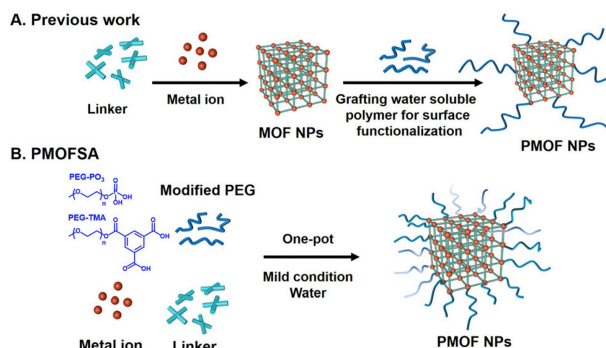 A. Previous work
Linker
Metal ion
MOF NPs
Grafting water soluble
polymer for surface
functionalization
PMOF NPs
B. PMOFSA
PEG-PO3
O
O
n
O
P
OH
OH
Modified PEG
PEG-TMA
O
O
n
O
O
OH
O
OH
One-pot
Mild condition
Water
Metal ion
Linker
PMOF NPs